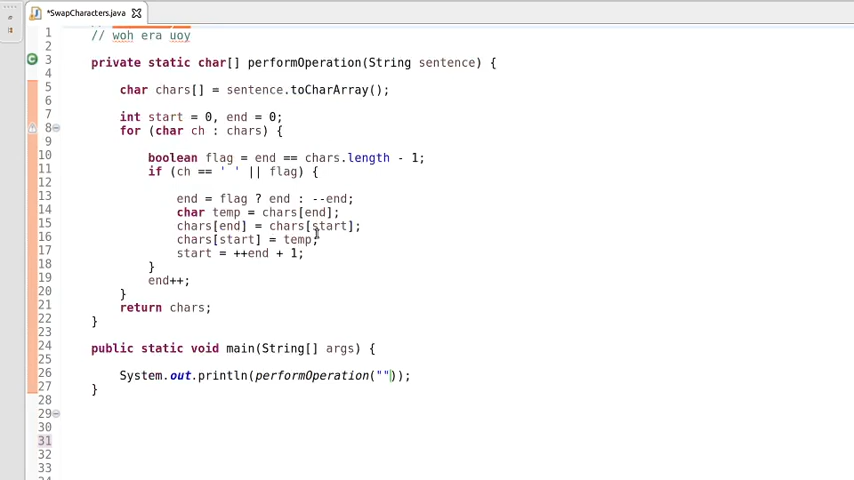 *SwapCharacters.java
1
2 // woh era uoy
3 private static char[] performOperation(String sentence) {
4
5 char chars[] = sentence.toCharArray();
6
7 int start = 0, end = 0;
8 for (char ch : chars) {
9
10 boolean flag = end == chars.length - 1;
11 if (ch == ' ' || flag) {
12
13 end = flag ? end : --end;
14 char temp = chars[end];
15 chars[end] = chars[start];
16 chars[start] = temp;
17 start = ++end + 1;
18 }
19 end++;
20 }
21 return chars;
22 }
23
24 public static void main(String[] args) {
25
26 System.out.println(performOperation(""));
27 }
28
29
30
31
32
33
34